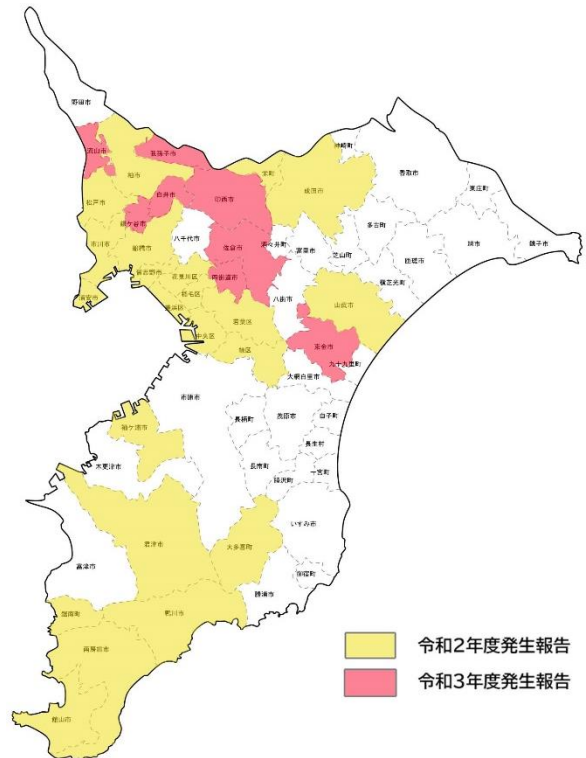 野田市
流山市
我孫子市
柏市
松戸市
白井市
印西市
栄町
成田市
神崎町
香取市
東庄町
鎌ケ谷市
市川市
船橋市
八千代市
佐倉市
酒々井町
富里市
芝山町
多古町
匝瑳市
旭市
銚子市
浦安市
習志野市
花見川区
四街道市
八街市
横芝光町
山武市
稲毛区
美浜区
若葉区
中央区
緑区
東金市
九十九里町
大網白里市
市原市
袖ケ浦市
木更津市
長柄町
茂原市
白子町
長生村
長南町
睦沢町
一宮町
君津市
大多喜町
いすみ市
富津市
御宿町
勝浦市
鋸南町
鴨川市
南房総市
館山市
令和2年度発生報告
令和3年度発生報告